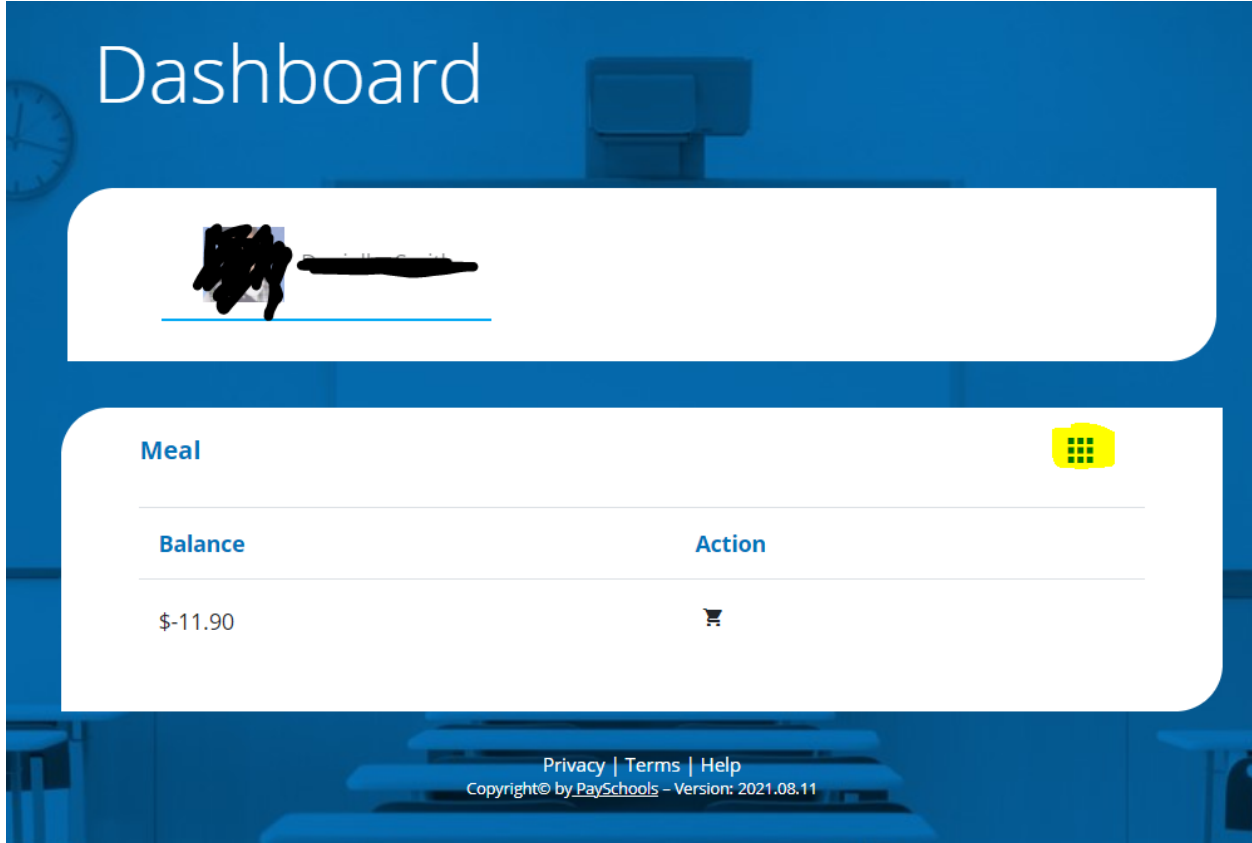 Dashboard
Meal
Balance Action
$-11.90
Privacy | Terms | Help
Copyright© by PaySchools – Version: 2021.08.11